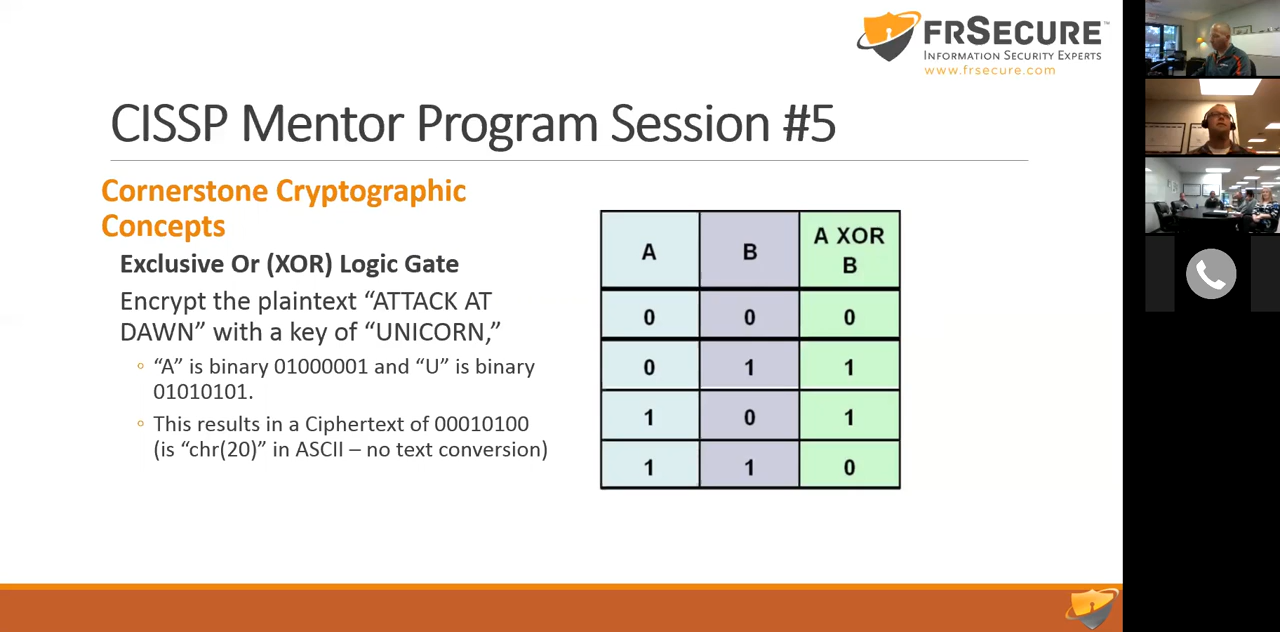 FRSECURE™
INFORMATION SECURITY EXPERTS
www.frsecure.com
CISSP Mentor Program Session #5
Cornerstone Cryptographic
Concepts
Exclusive Or (XOR) Logic Gate
Encrypt the plaintext “ATTACK AT
DAWN” with a key of “UNICORN,”
“A” is binary 01000001 and “U” is binary
01010101.
This results in a Ciphertext of 00010100
(is “chr(20)” in ASCII – no text conversion)
A B A XOR
B
0 0 0
0 1 1
1 0 1
1 1 0